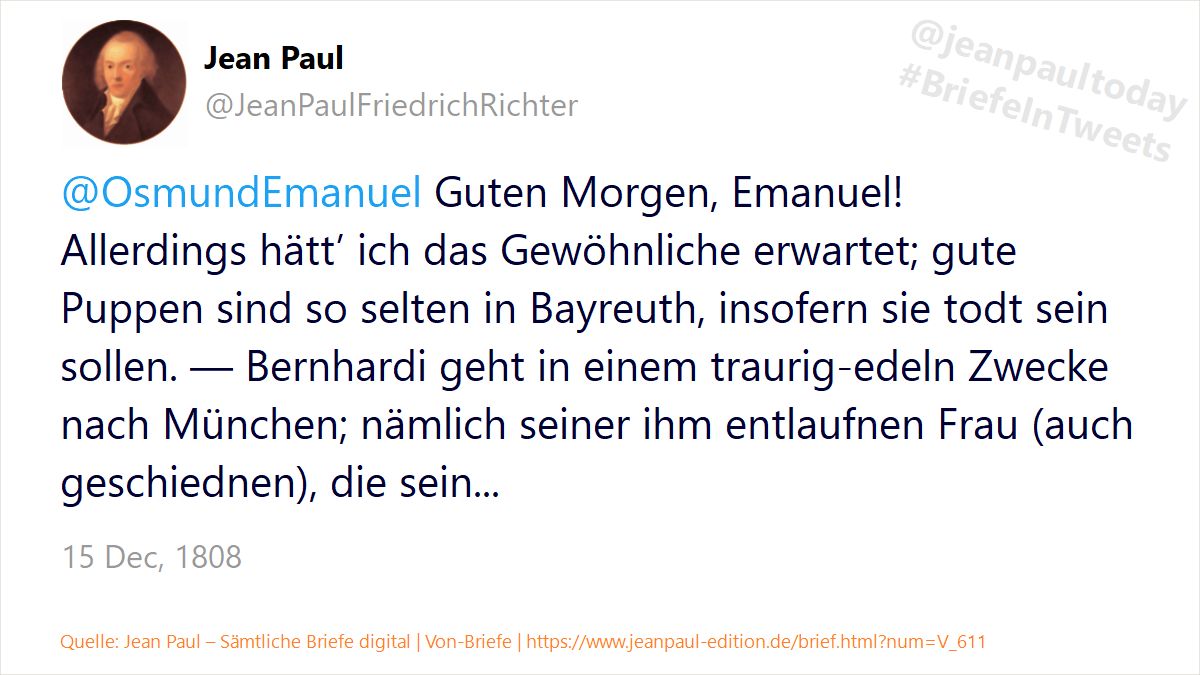 Jean Paul
@JeanPaulFriedrichRichter
@jeanpaultoday
#BriefeInTweets
@OsmundEmanuel Guten Morgen, Emanuel!
Allerdings hätt’ ich das Gewöhnliche erwartet; gute
Puppen sind so selten in Bayreuth, insofern sie todt sein
sollen. — Bernhardi geht in einem traurig-edeln Zwecke
nach München; nämlich seiner ihm entlaufnen Frau (auch
geschiednen), die sein...
15 Dec, 1808
Quelle: Jean Paul – Sämtliche Briefe digital | Von-Briefe | https://www.jeanpaul-edition.de/brief.html?num=V_611